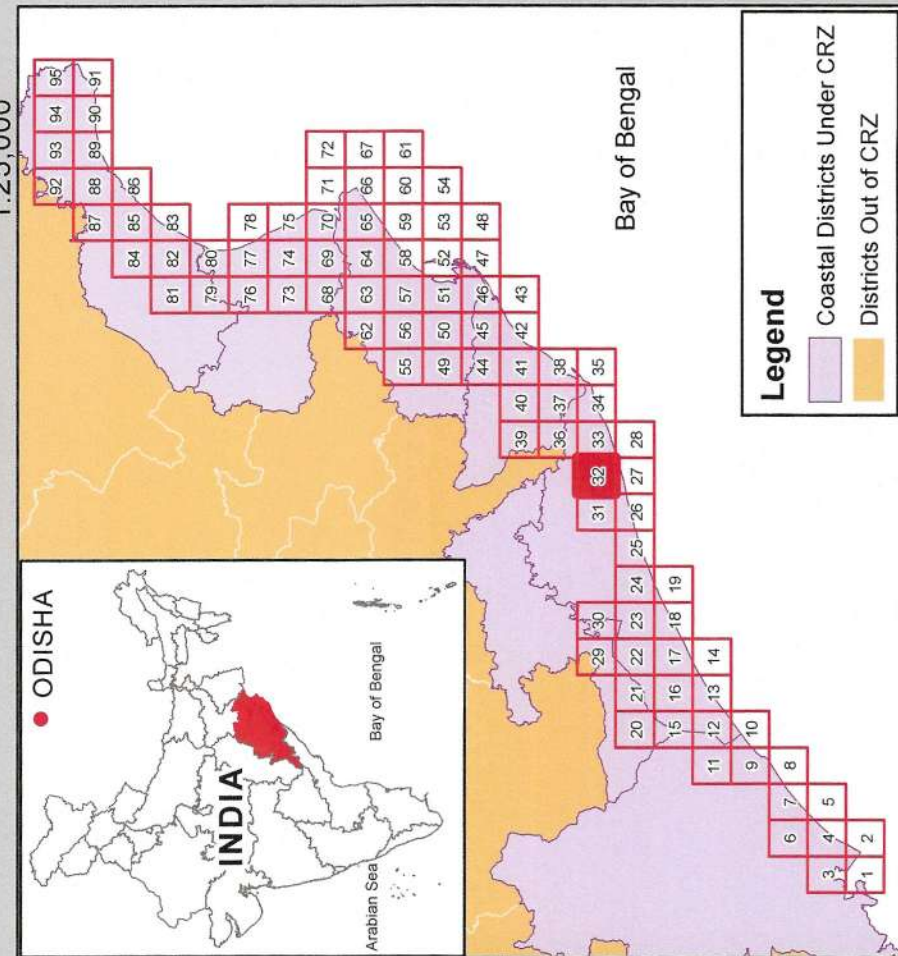 1:25,000
ODISHA
INDIA
Arabian Sea
Bay of Bengal
92 93 94 95
87 88 89 90 91
84 85 86
81 82 83
79 80
76 77 78
73 74 75
68 69 70 71 72
62 63 64 65 66 67
55 56 57 58 59 60 61
49 50 51 52 53 54
44 45 46 47 48
39 40 41 42 43
36 37 38
29 30 31 32 33 34 35
20 21 22 23 24 25 26 27 28
15 16 17 18 19
11 12 13 14
9 10
6 7 8
3 4 5
1 2
Bay of Bengal
Legend
Coastal Districts Under CRZ
Districts Out of CRZ